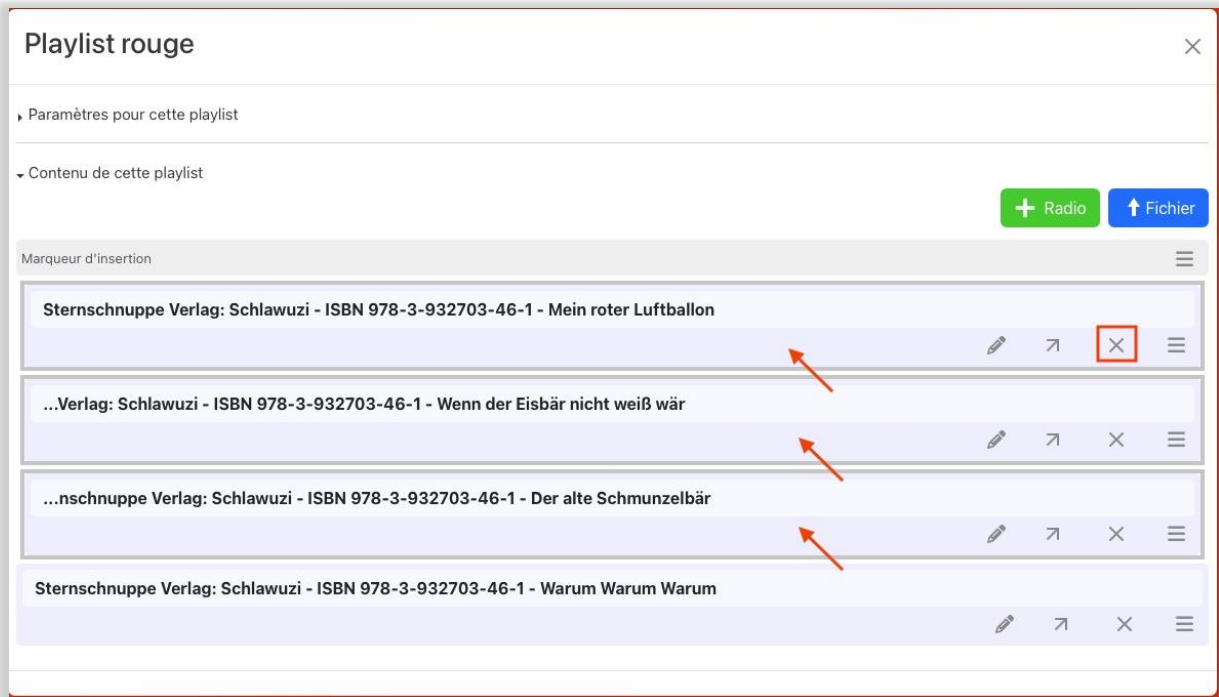 Playlist rouge
Paramètres pour cette playlist
Contenu de cette playlist
Radio
Fichier
Marqueur d'insertion
Sternschnuppe Verlag: Schlawuzi - ISBN 978-3-932703-46-1 - Mein roter Luftballon
...Verlag: Schlawuzi - ISBN 978-3-932703-46-1 - Wenn der Eisbär nicht weiß wär
...nschnuppe Verlag: Schlawuzi - ISBN 978-3-932703-46-1 - Der alte Schmunzelbär
Sternschnuppe Verlag: Schlawuzi - ISBN 978-3-932703-46-1 - Warum Warum Warum